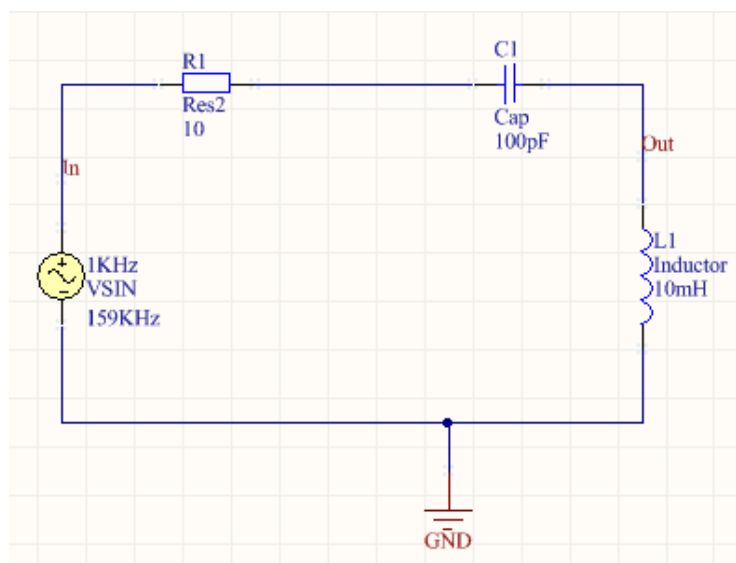 R1
Res2
10
C1
Cap
100pF
In
Out
1KHz
VSIN
159KHz
L1
Inductor
10mH
GND